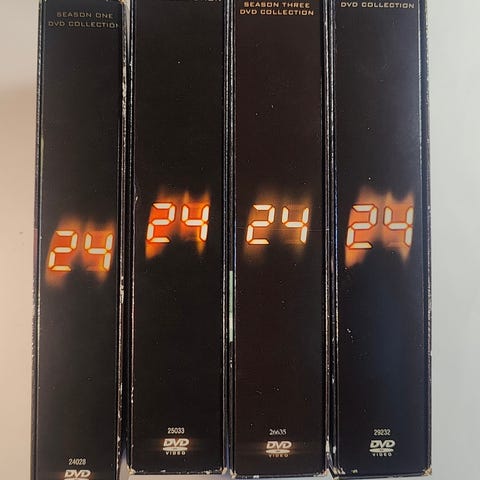 SEASON ONE
DVD COLLECTION
24
24028
DVD
24
25033
DVD
VIDEO
SEASON THREE
DVD COLLECTION
24
26635
DVD
VIDEO
DVD COLLECTION
24
29232
DVD
VIDEO